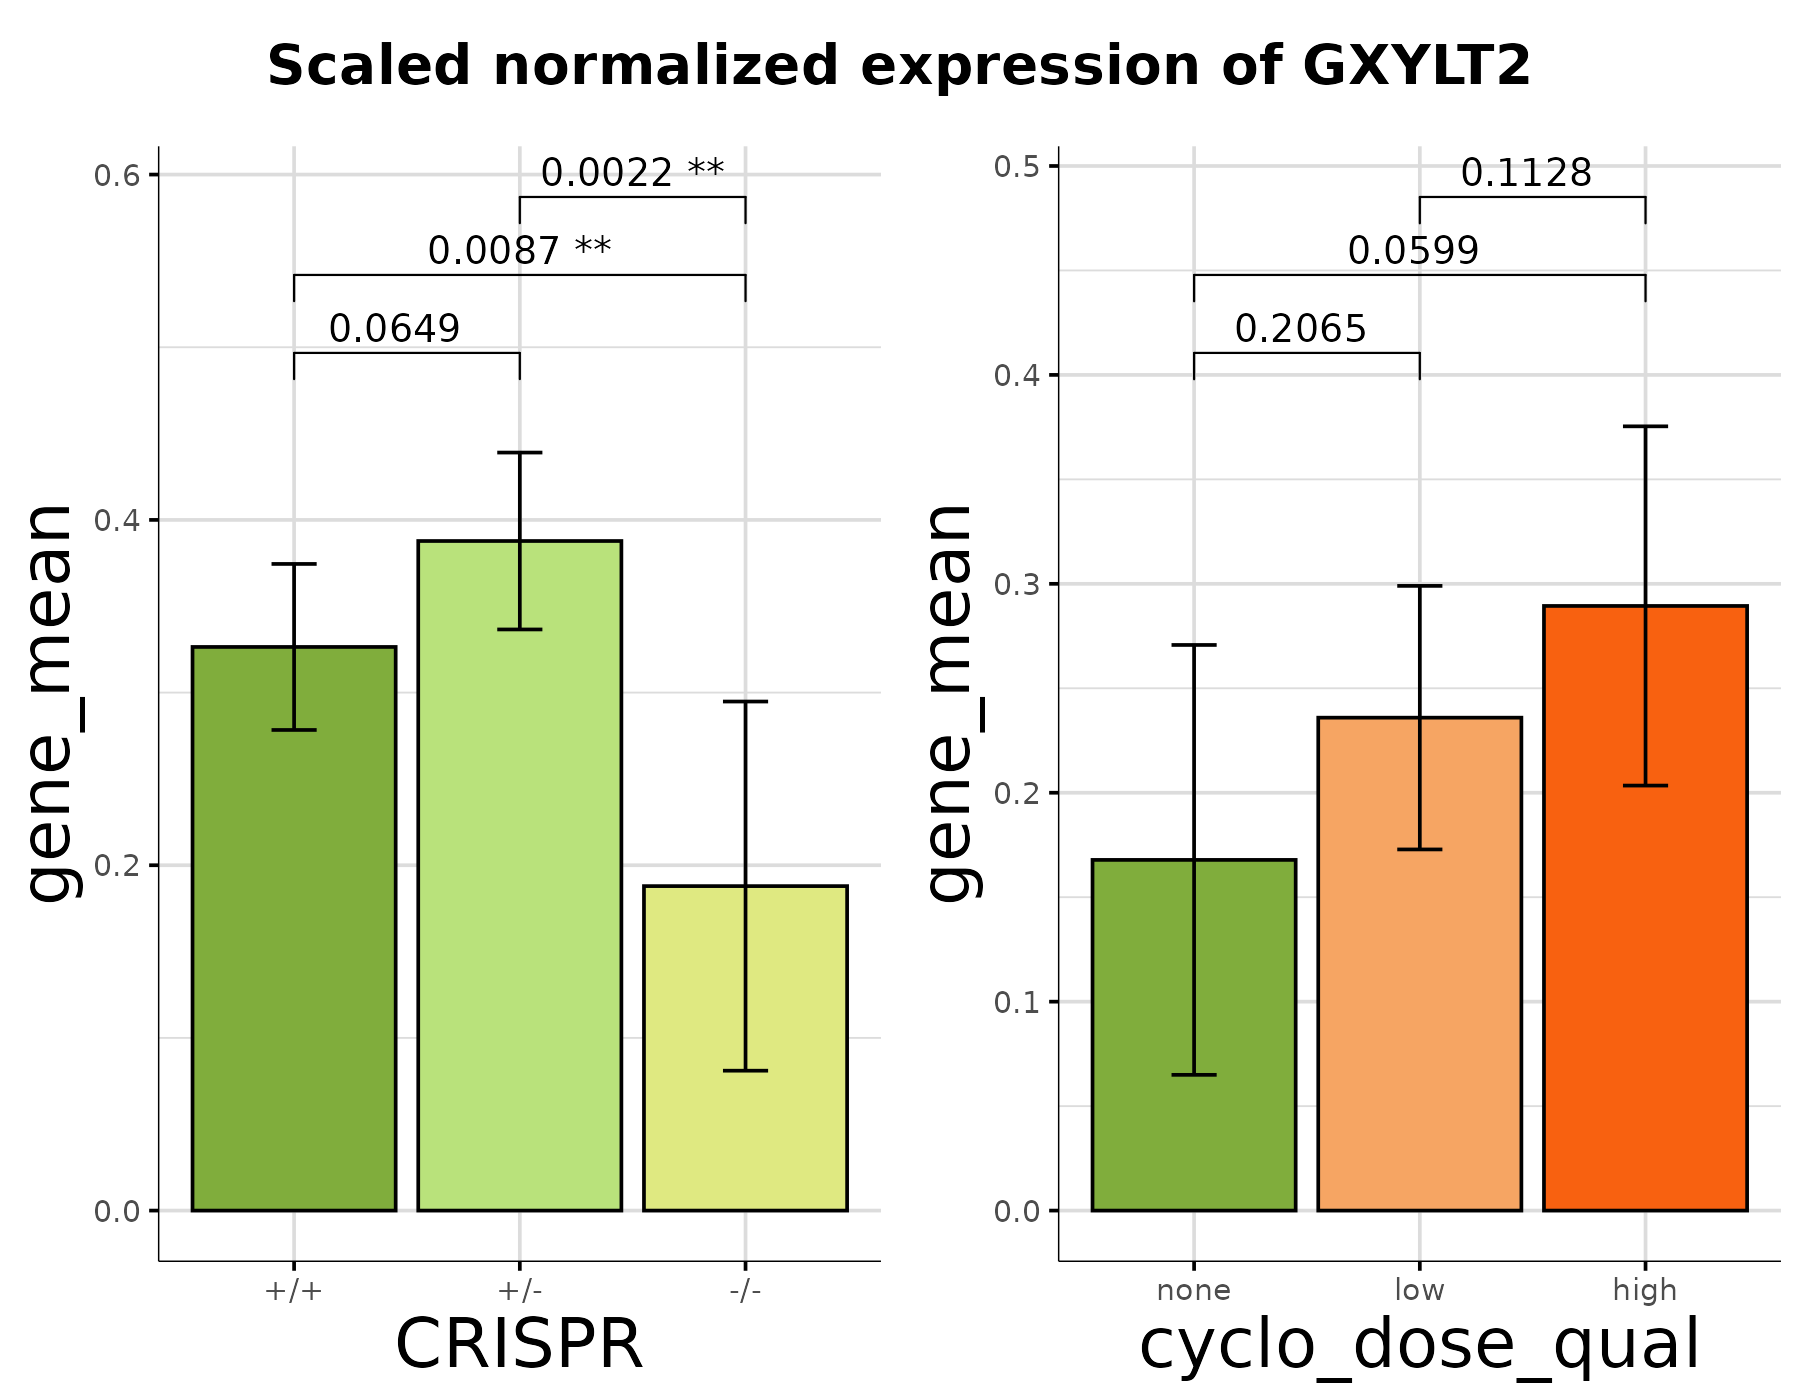 Scaled normalized expression of GXYLT2
gene_mean
0.6
0.4
0.2
0.0
0.0022 **
0.0087 **
0.0649
+/+
+/-
-/-
CRISPR
gene_mean
0.5
0.4
0.3
0.2
0.1
0.0
0.1128
0.0599
0.2065
none
low
high
cyclo_dose_qual